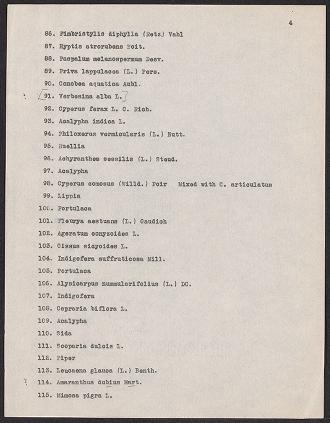 4
86. Fimbristylis diphylla (Retz) Vahl
87. Hyptis atrorubens Poit.
88. Paspalum melanospermum Desv.
89. Priva lappulacea (L.) Pers.
90. Conobea aquatica Aubl.
91. Verbesina alba L.
92. Cyperus ferax L. C. Rich.
93. Acalypha indica L.
94. Philoxerus vermicularis (L.) Nutt.
95. Ruellia
96. Achyranthes sessilis (L.) Steud.
97. Acalypha
98. Cyperus comosus (Willd.) Poir Mixed with C. articulatus
99. Lippia
100. Portulaca
101. Fleurya aestuans (L.) Gaudich
102. Ageratum conyzoides L.
103. Cissus sicyoides L.
104. Indigofera suffruticosa Mill.
105. Portulaca
106. Alysicarpus nummularifolius (L.) DC.
107. Indigofera
108. Capraria biflora L.
109. Acalypha
110. Sida
111. Scoparia dulcis L.
112. Piper
113. Leucaena glauca (L.) Benth.
114. Amaranthus dubius Mart.
115. Mimosa pigra L.